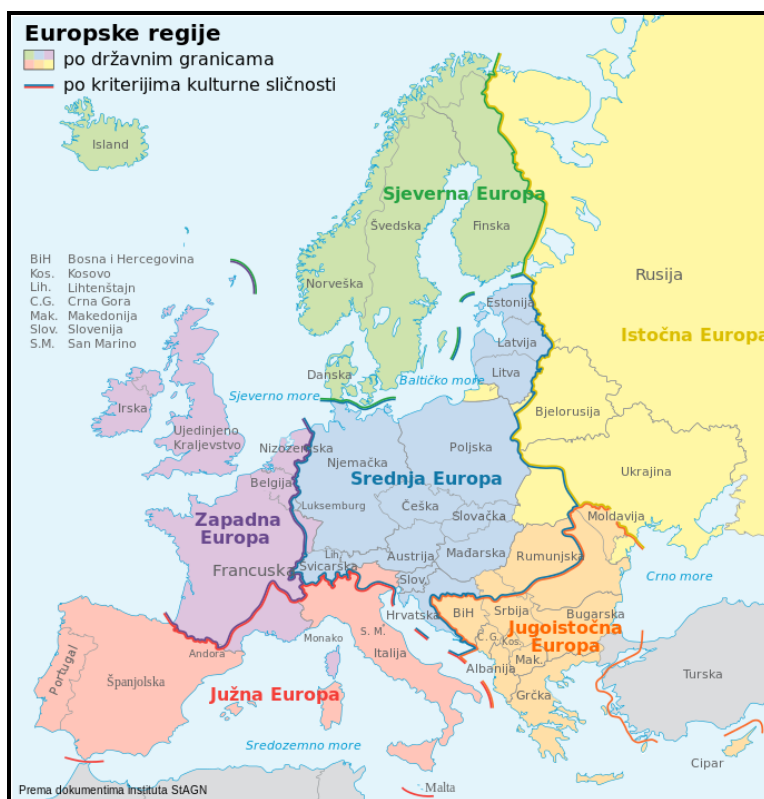 Europske regije
po državnim granicama
po kriterijima kulturne sličnosti
Island
Sjeverna Europa
Švedska
Finska
Norveška
BiH Bosna i Hercegovina
Kos. Kosovo
Lih. Lihtenštajn
C.G. Crna Gora
Mak. Makedonija
Slov. Slovenija
S.M. San Marino
Rusija
Istočna Europa
Estonija
Latvija
Litva
Danska
Baltičko more
Sjeverno more
Irska
Ujedinjeno
Kraljevstvo
Bjelorusija
Nizozemska
Njemačka
Poljska
Belgija
Srednja Europa
Ukrajina
Luksemburg
Češka
Slovačka
Moldavija
Zapadna
Europa
Francuska
Lih.
Švicarska
Austrija
Mađarska
Rumunjska
Slov.
Crno more
Hrvatska
BiH
Srbija
Bugarska
Jugoistočna
Europa
Monako
S. M.
Italija
C.G.
Kos.
Mak.
Albanija
Andora
Portugal
Španjolska
Južna Europa
Grčka
Turska
Sredozemno more
Cipar
Malta
Prema dokumentima Instituta StAGN